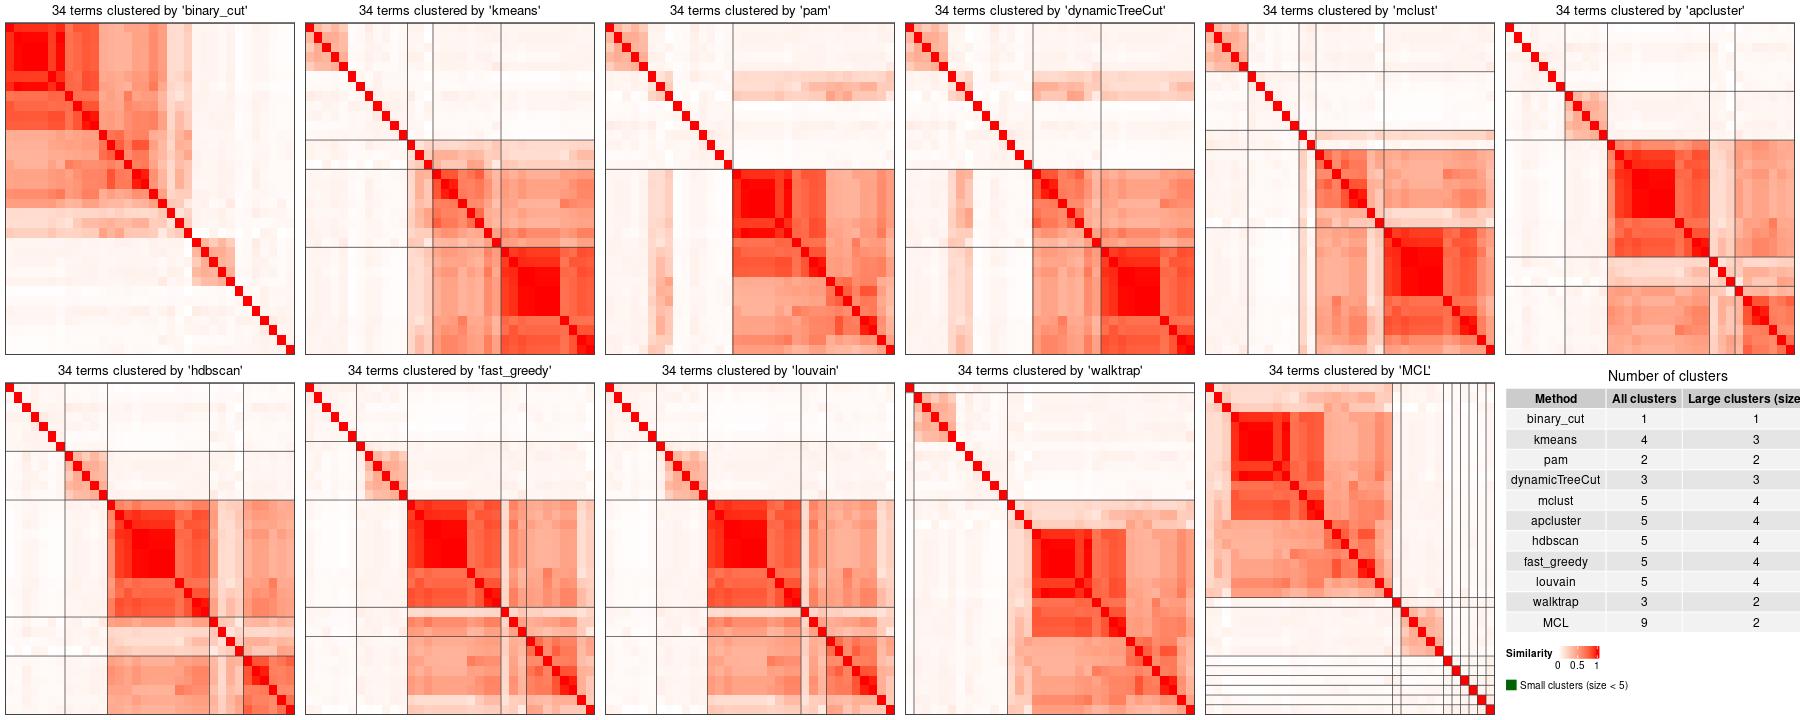 34 terms clustered by 'binary_cut'
34 terms clustered by 'kmeans'
34 terms clustered by 'pam'
34 terms clustered by 'dynamicTreeCut'
34 terms clustered by 'mclust'
34 terms clustered by 'apcluster'
34 terms clustered by 'hdbscan'
34 terms clustered by 'fast_greedy'
34 terms clustered by 'louvain'
34 terms clustered by 'walktrap'
34 terms clustered by 'MCL'
Number of clusters
Method All clusters Large clusters (size
binary_cut 1 1
kmeans 4 3
pam 2 2
dynamicTreeCut 3 3
mclust 5 4
apcluster 5 4
hdbscan 5 4
fast_greedy 5 4
louvain 5 4
walktrap 3 2
MCL 9 2
Similarity
0 0.5 1
Small clusters (size < 5)